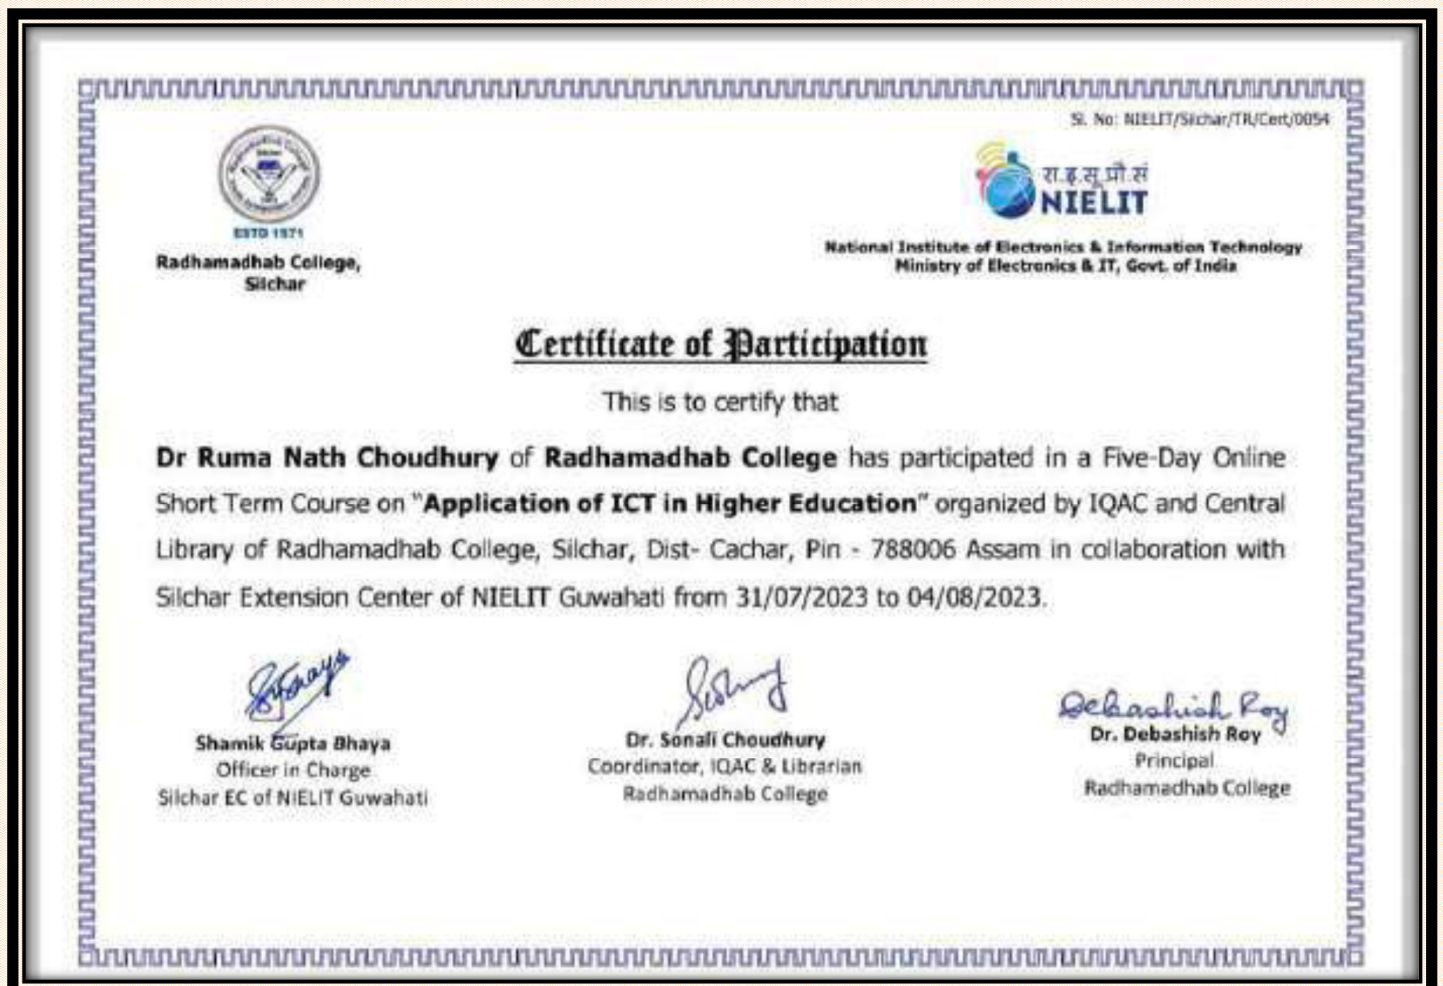 Sl. No: NIELIT/Silchar/TR/Cert/0054
ESTD 1971
Radhamadhab College,
Silchar
रा.इ.सू.प्रौ.सं
NIELIT
National Institute of Electronics & Information Technology
Ministry of Electronics & IT, Govt. of India
Certificate of Participation
This is to certify that
Dr Ruma Nath Choudhury of Radhamadhab College has participated in a Five-Day Online
Short Term Course on "Application of ICT in Higher Education" organized by IQAC and Central
Library of Radhamadhab College, Silchar, Dist- Cachar, Pin - 788006 Assam in collaboration with
Silchar Extension Center of NIELIT Guwahati from 31/07/2023 to 04/08/2023.
Shamik Gupta Bhaya
Officer in Charge
Silchar EC of NIELIT Guwahati
Dr. Sonali Choudhury
Coordinator, IQAC & Librarian
Radhamadhab College
Debashish Roy
Dr. Debashish Roy
Principal
Radhamadhab College